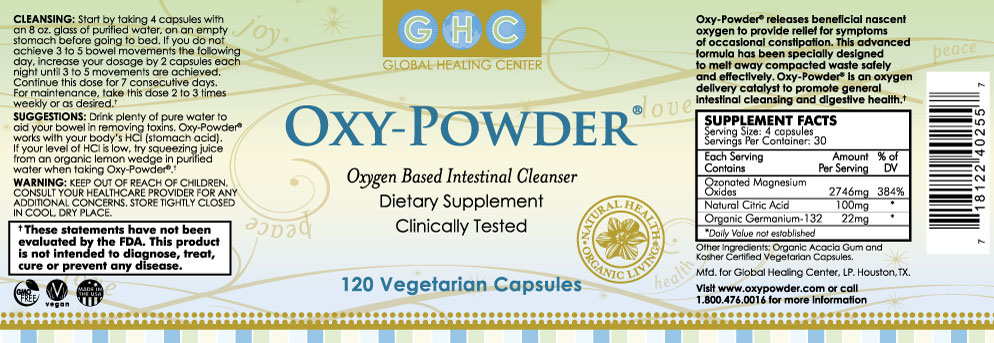 CLEANSING: Start by taking 4 capsules with
an 8 oz. glass of purified water, on an empty
stomach before going to bed. If you do not
achieve 3 to 5 bowel movements the following
day, increase your dosage by 2 capsules each
night until 3 to 5 movements are achieved.
Continue this dose for 7 consecutive days.
For maintenance, take this dose 2 to 3 times
weekly or as desired.†
SUGGESTIONS: Drink plenty of pure water to
aid your bowel in removing toxins. Oxy-Powder®
works with your body's HCl (stomach acid).
If your level of HCl is low, try squeezing juice
from an organic lemon wedge in purified
water when taking Oxy-Powder®.†
WARNING: KEEP OUT OF REACH OF CHILDREN.
CONSULT YOUR HEALTHCARE PROVIDER FOR ANY
ADDITIONAL CONCERNS. STORE TIGHTLY CLOSED
IN COOL, DRY PLACE.
†These statements have not been
evaluated by the FDA. This product
is not intended to diagnose, treat,
cure or prevent any disease.
GMO
FREE
V
vegan
MADE IN
THE USA
joy.
peace
GHC
GLOBAL HEALING CENTER
OXY-POWDER®
love
Oxygen Based Intestinal Cleanser
Dietary Supplement
Clinically Tested
NATURAL HEALTH
ORGANIC LIVING
health
120 Vegetarian Capsules
Oxy-Powder® releases beneficial nascent
oxygen to provide relief for symptoms
of occasional constipation. This advanced
formula has been specially designed
to melt away compacted waste safely
and effectively. Oxy-Powder® is an oxygen
delivery catalyst to promote general
intestinal cleansing and digestive health.†
peace
SUPPLEMENT FACTS
Serving Size: 4 capsules
Servings Per Container: 30
Each Serving Contains Amount Per Serving % of DV
Ozonated Magnesium
Oxides 2746mg 384%
Natural Citric Acid 100mg *
Organic Germanium-132 22mg *
*Daily Value not established
Other Ingredients: Organic Acacia Gum and
Kosher Certified Vegetarian Capsules.
Mfd. for Global Healing Center, LP. Houston,TX.
Visit www.oxypowder.com or call
1.800.476.0016 for more information
7 18122 40255 7